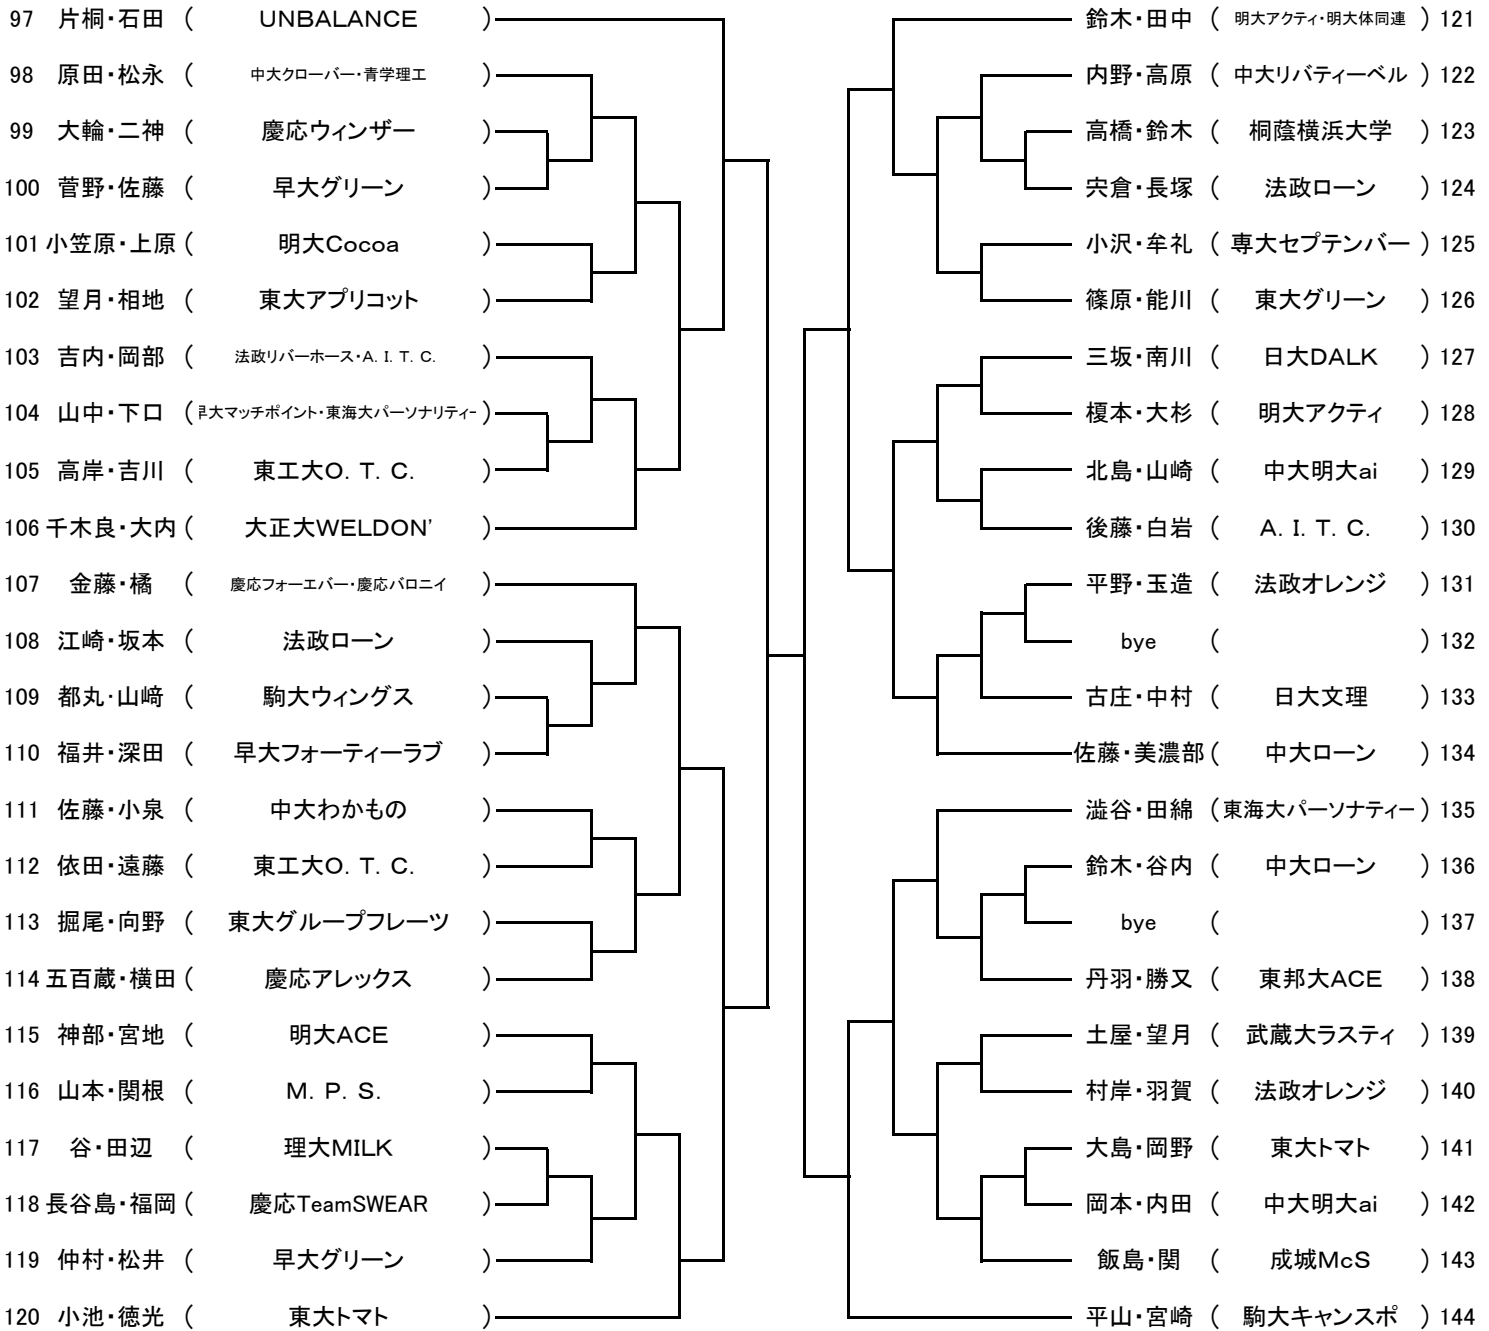 97 片桐・石田 ( UNBALANCE ) 鈴木・田中 ( 明大アクティ・明大体同連 ) 121
98 原田・松永 ( 中大クローバー・青学理工 ) 内野・高原 ( 中大リバティーベル ) 122
99 大輪・二神 ( 慶応ウィンザー ) 高橋・鈴木 ( 桐蔭横浜大学 ) 123
100 菅野・佐藤 ( 早大グリーン ) 宍倉・長塚 ( 法政ローン ) 124
101 小笠原・上原 ( 明大Cocoa ) 小沢・牟礼 ( 専大セプテンバー ) 125
102 望月・相地 ( 東大アプリコット ) 篠原・能川 ( 東大グリーン ) 126
103 吉内・岡部 ( 法政リバーホース・A. I. T. C. ) 三坂・南川 ( 日大DALK ) 127
104 山中・下口 ( 早大マッチポイント・東海大パーソナリティー ) 榎本・大杉 ( 明大アクティ ) 128
105 高岸・吉川 ( 東工大O. T. C. ) 北島・山崎 ( 中大明大ai ) 129
106 千木良・大内 ( 大正大WELDON' ) 後藤・白岩 ( A. I. T. C. ) 130
107 金藤・橘 ( 慶応フォーエバー・慶応バロニイ ) 平野・玉造 ( 法政オレンジ ) 131
108 江崎・坂本 ( 法政ローン ) bye ( ) 132
109 都丸・山﨑 ( 駒大ウィングス ) 古庄・中村 ( 日大文理 ) 133
110 福井・深田 ( 早大フォーティーラブ ) 佐藤・美濃部 ( 中大ローン ) 134
111 佐藤・小泉 ( 中大わかもの ) 澁谷・田綿 ( 東海大パーソナティー ) 135
112 依田・遠藤 ( 東工大O. T. C. ) 鈴木・谷内 ( 中大ローン ) 136
113 掘尾・向野 ( 東大グループフレーツ ) bye ( ) 137
114 五百蔵・横田 ( 慶応アレックス ) 丹羽・勝又 ( 東邦大ACE ) 138
115 神部・宮地 ( 明大ACE ) 土屋・望月 ( 武蔵大ラスティ ) 139
116 山本・関根 ( M. P. S. ) 村岸・羽賀 ( 法政オレンジ ) 140
117 谷・田辺 ( 理大MILK ) 大島・岡野 ( 東大トマト ) 141
118 長谷島・福岡 ( 慶応TeamSWEAR ) 岡本・内田 ( 中大明大ai ) 142
119 仲村・松井 ( 早大グリーン ) 飯島・関 ( 成城McS ) 143
120 小池・徳光 ( 東大トマト ) 平山・宮崎 ( 駒大キャンスポ ) 144